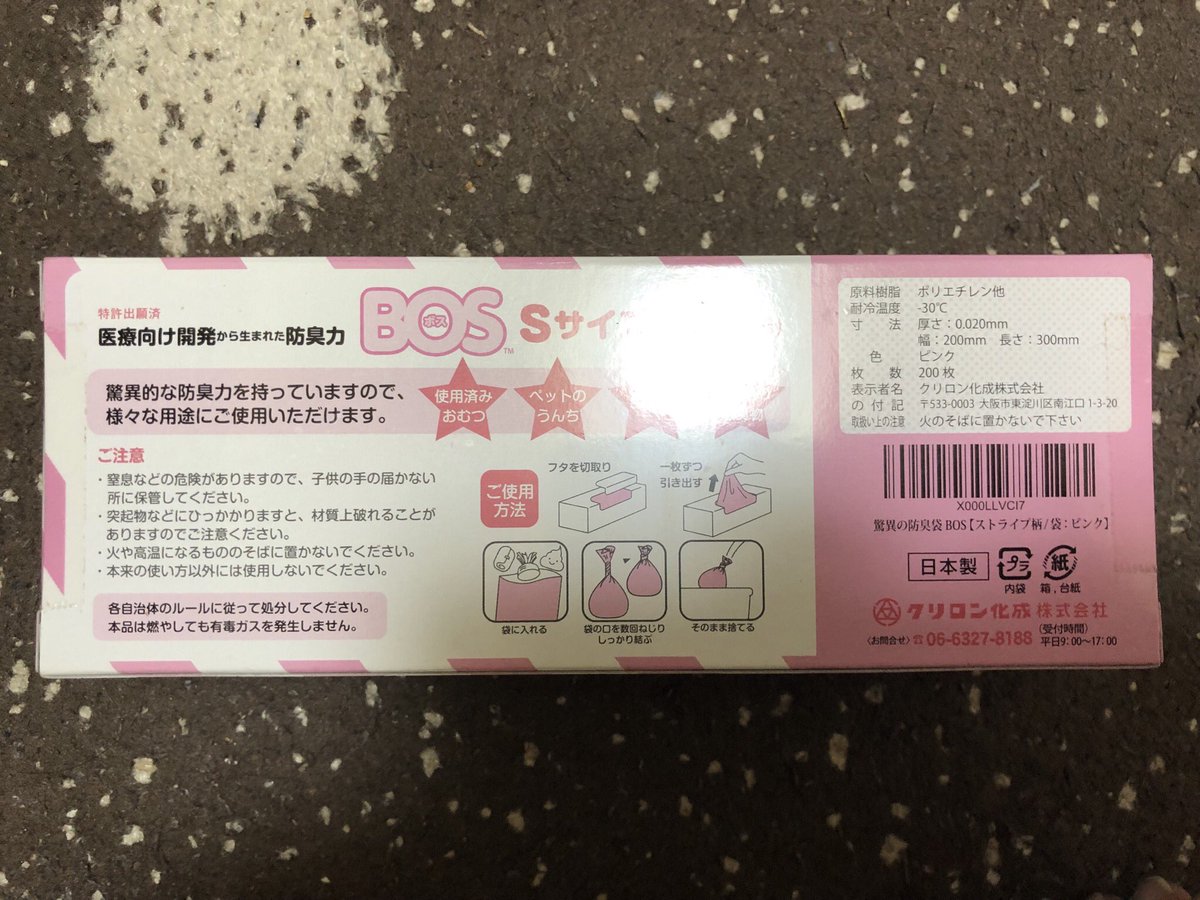 特許出願済
医療向け開発から生まれた防臭力
BOS
ボス
TM
Sサイ
驚異的な防臭力を持っていますので、
様々な用途にご使用いただけます。
使用済み
おむつ
ペットの
うんち
ご注意
・窒息などの危険がありますので、子供の手の届かない
所に保管してください。
・突起物などにひっかかりますと、材質上破れることが
ありますのでご注意ください。
・火や高温になるもののそばに置かないでください。
・本来の使い方以外には使用しないでください。
各自治体のルールに従って処分してください。
本品は燃やしても有毒ガスを発生しません。
ご使用
方法
フタを切取り
一枚ずつ
引き出す
袋に入れる
袋の口を数回ねじり
しっかり結ぶ
そのまま捨てる
原料樹脂 ポリエチレン他
耐冷温度 -30℃
寸 法 厚さ:0.020mm
幅:200mm 長さ:300mm
色 ピンク
枚 数 200枚
表示者名 クリロン化成株式会社
の付記 〒533-0003 大阪市東淀川区南江口1-3-20
取扱い上の注意 火のそばに置かないで下さい
X000LLVCI7
驚異の防臭袋BOS【ストライプ柄/袋:ピンク】
日本製
プラ
内袋
紙
箱,台紙
クリロン化成株式会社
〈お問合せ〉☎06-6327-8188 (受付時間)
平日9:00〜17:00